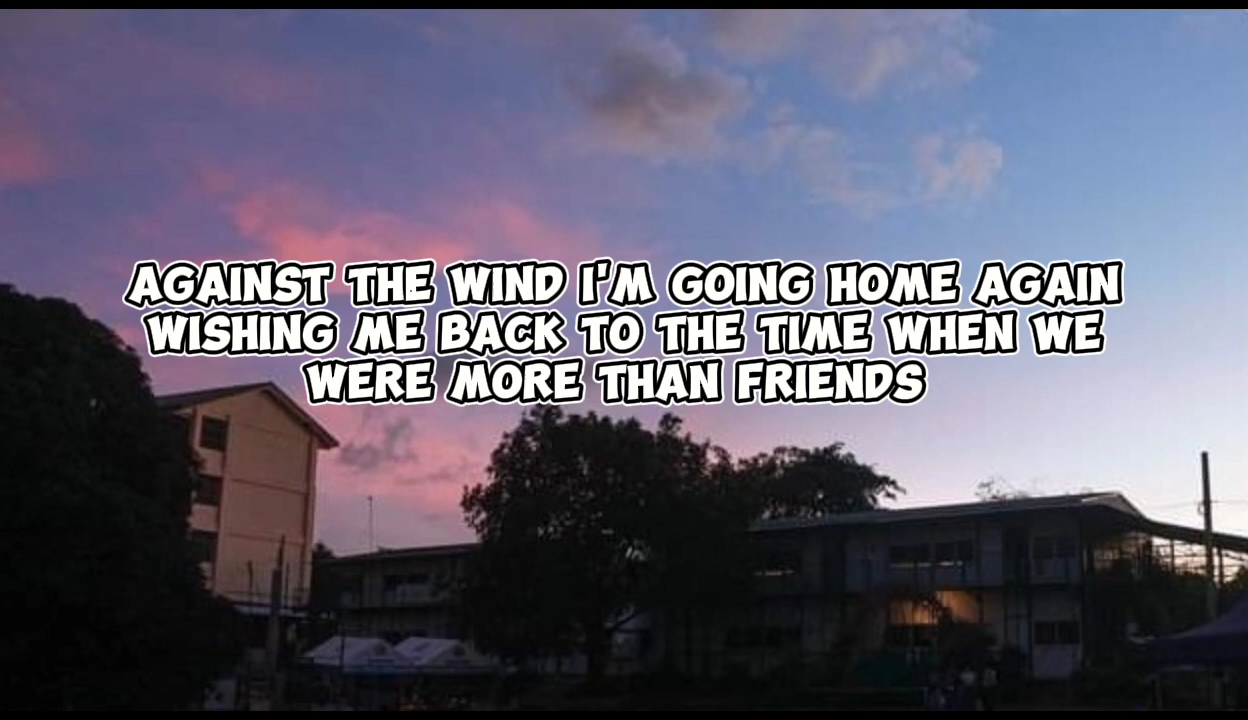 AGAINST THE WIND I'M GOING HOME AGAIN
WISHING ME BACK TO THE TIME WHEN WE
WERE MORE THAN FRIENDS